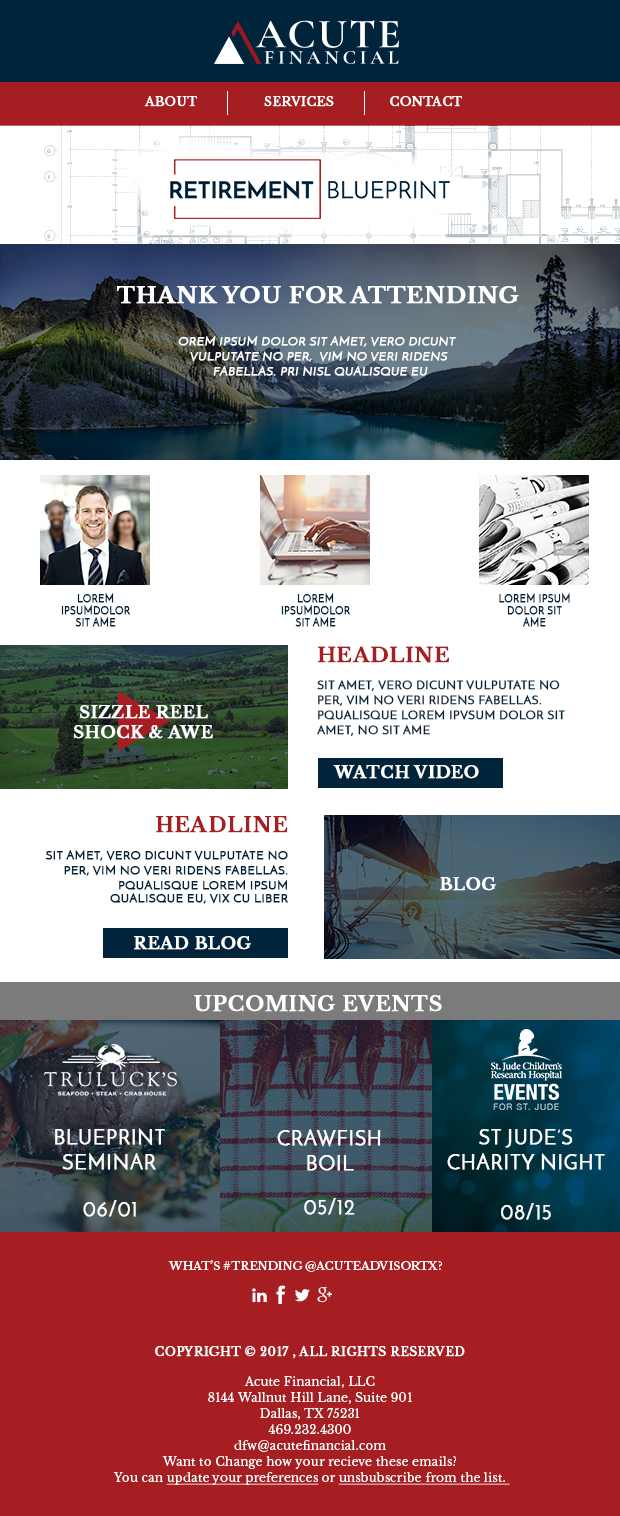 ACUTE
FINANCIAL
ABOUT
SERVICES
CONTACT
RETIREMENT BLUEPRINT
THANK YOU FOR ATTENDING
OREM IPSUM DOLOR SIT AMET, VERO DICUNT
VULPUTATE NO PER, VIM NO VERI RIDENS
FABELLAS. PRI NISL QUALISQUE EU
LOREM
IPSUMDOLOR
SIT AME
LOREM
IPSUMDOLOR
SIT AME
LOREM IPSUM
DOLOR SIT
AME
SIZZLE REEL
SHOCK & AWE
HEADLINE
SIT AMET, VERO DICUNT VULPUTATE NO
PER, VIM NO VERI RIDENS FABELLAS.
PQUALISQUE LOREM IPVSUM DOLOR SIT
AMET, NO SIT AME
WATCH VIDEO
HEADLINE
SIT AMET, VERO DICUNT VULPUTATE NO
PER, VIM NO VERI RIDENS FABELLAS.
PQUALISQUE LOREM IPSUM
QUALISQUE EU, VIX CU LIBER
READ BLOG
BLOG
UPCOMING EVENTS
TRULUCK'S
SEAFOOD • STEAK • CRAB HOUSE
BLUEPRINT
SEMINAR
06/01
CRAWFISH
BOIL
05/12
St. Jude Children's
Research Hospital
EVENTS
FOR ST. JUDE
ST JUDE'S
CHARITY NIGHT
08/15
WHAT'S #TRENDING @ACUTEADVISORTX?
COPYRIGHT © 2017 , ALL RIGHTS RESERVED
Acute Financial, LLC
8144 Wallnut Hill Lane, Suite 901
Dallas, TX 75231
469.232.4300
dfw@acutefinancial.com
Want to Change how your recieve these emails?
You can update your preferences or unsbubscribe from the list.